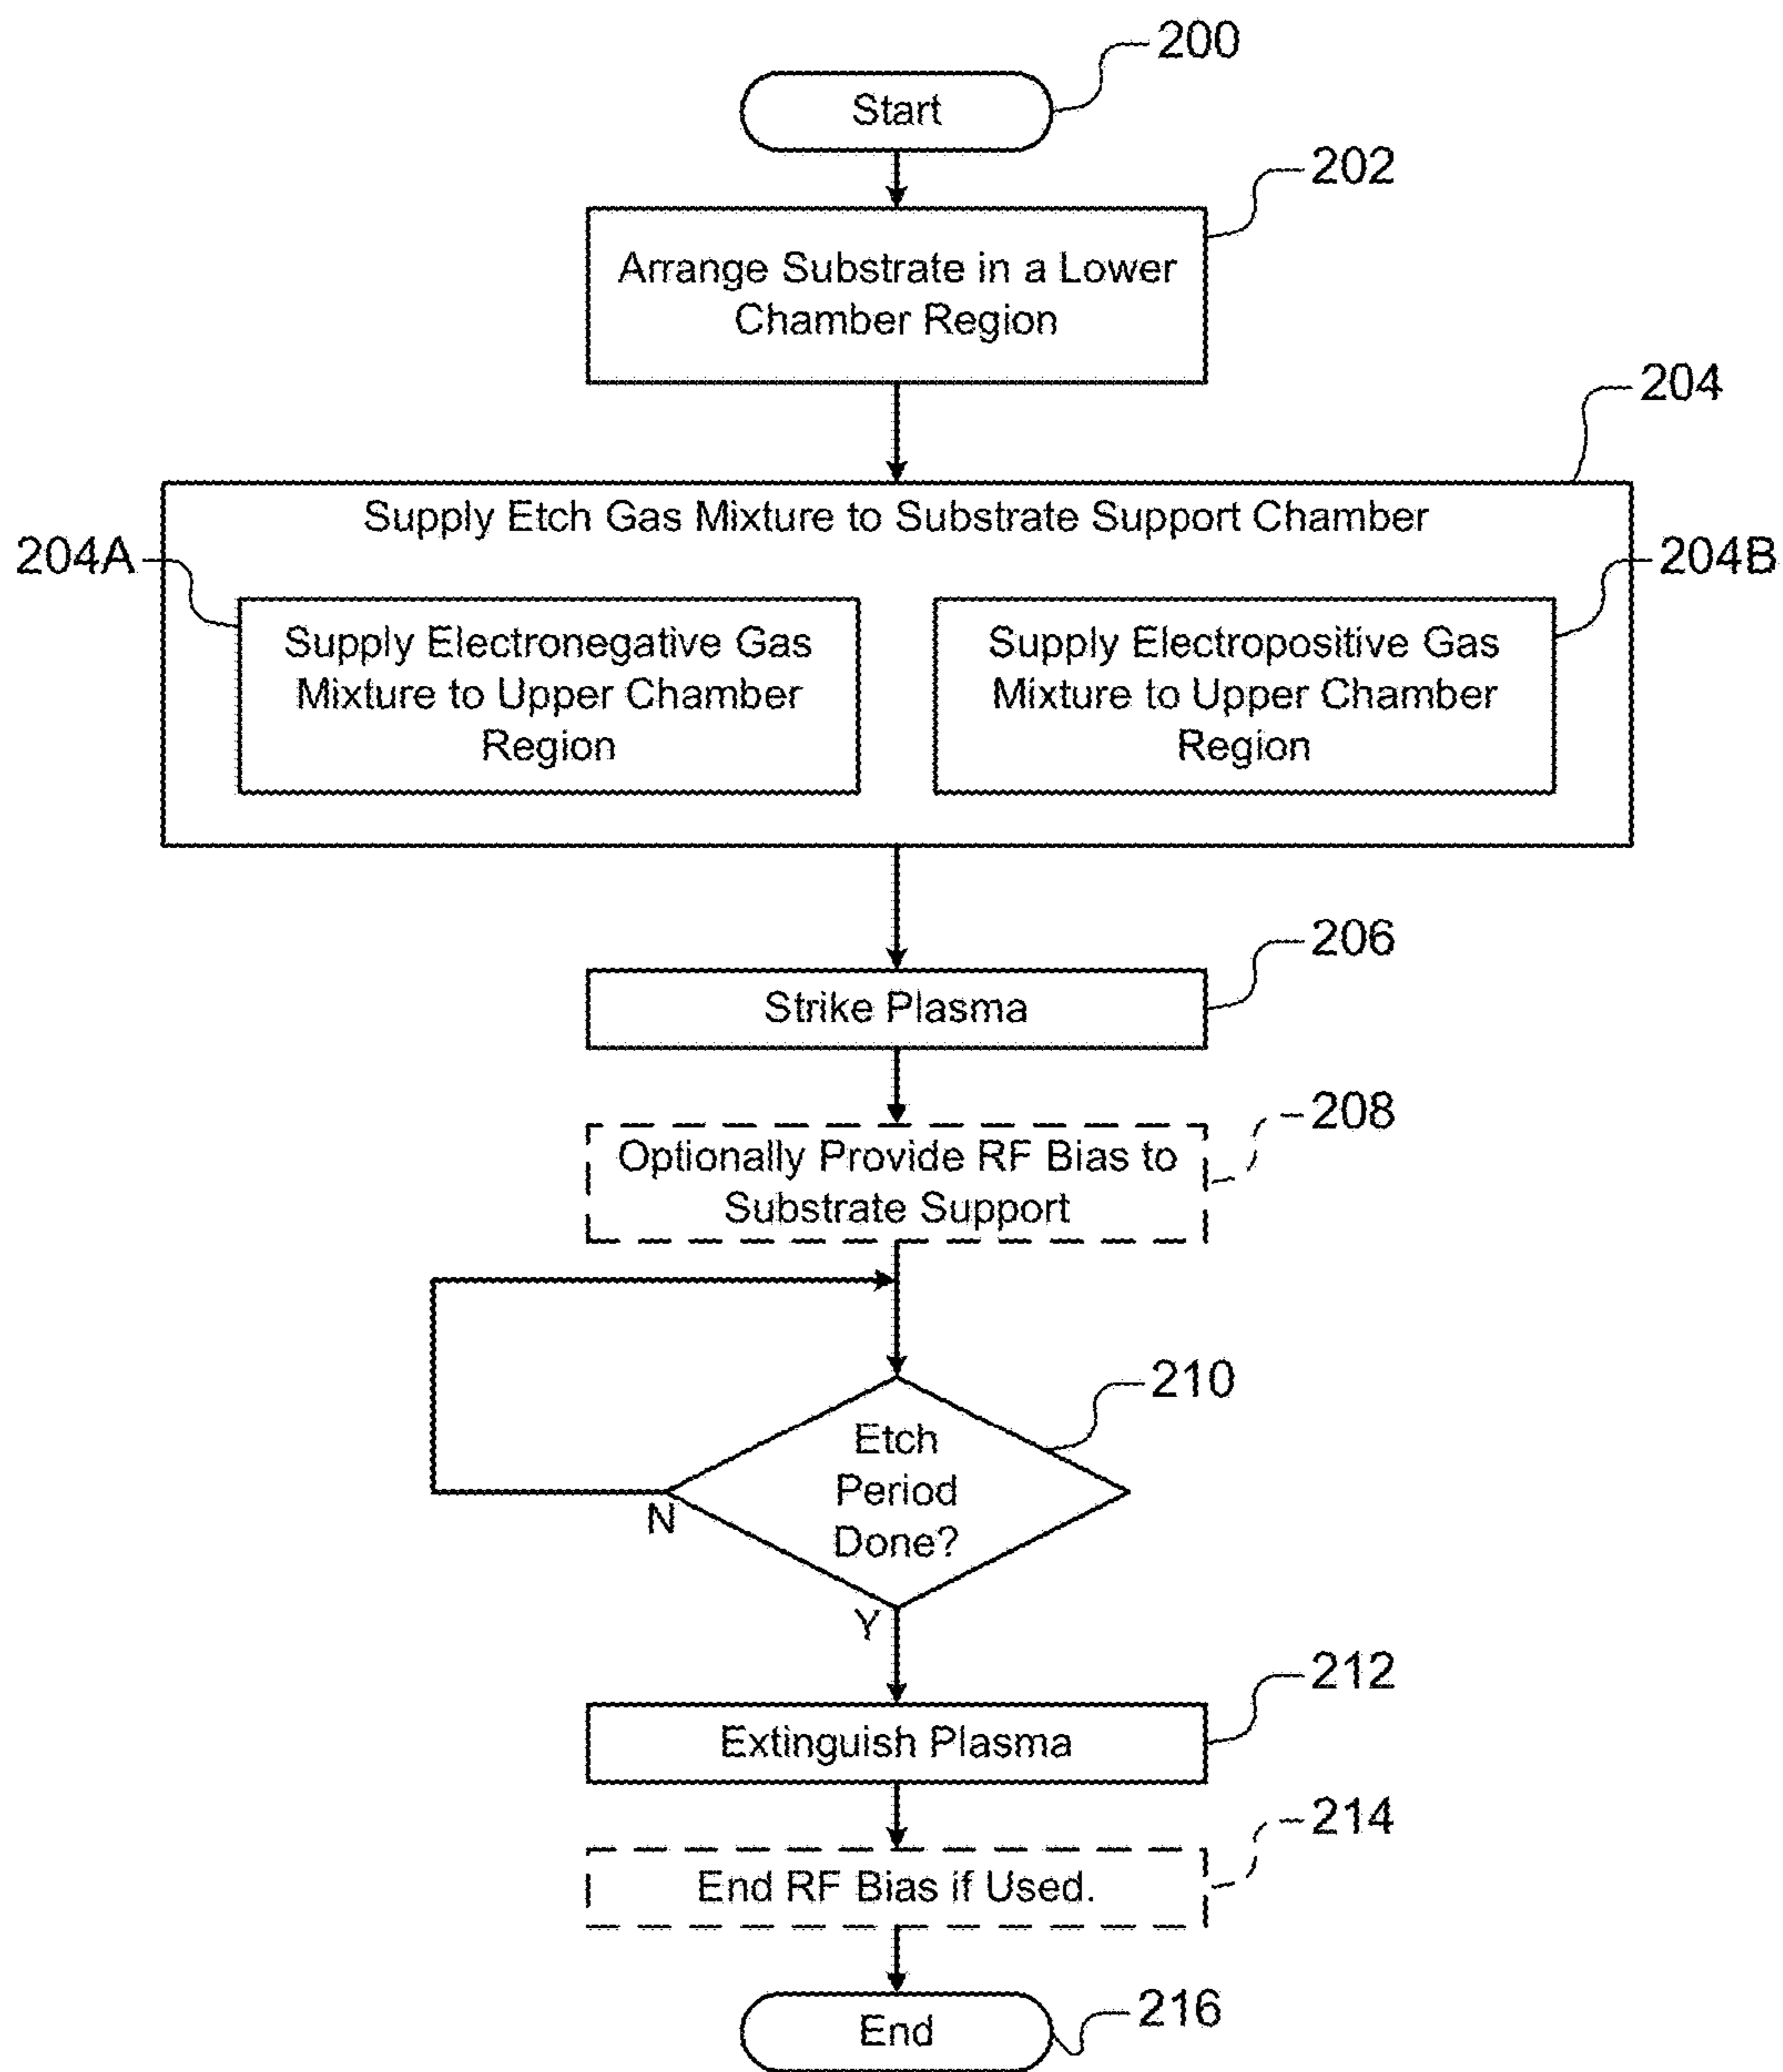 200
Start
202
Arrange Substrate in a Lower
Chamber Region
204
Supply Etch Gas Mixture to Substrate Support Chamber
204A
204B
Supply Electronegative Gas
Mixture to Upper Chamber
Region
Supply Electropositive Gas
Mixture to Upper Chamber
Region
206
Strike Plasma
208
Optionally Provide RF Bias to
Substrate Support
210
Etch
Period
Done?
N
Y
212
Extinguish Plasma
214
End RF Bias if Used.
End
216